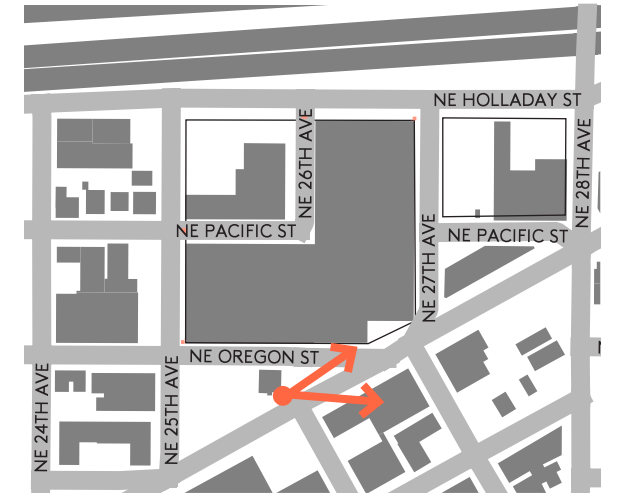 NE HOLLADAY ST
NE 26TH AVE
NE 28TH AVE
NE PACIFIC ST
NE PACIFIC ST
NE 27TH AVE
NE OREGON ST
NE 24TH AVE
NE 25TH AVE